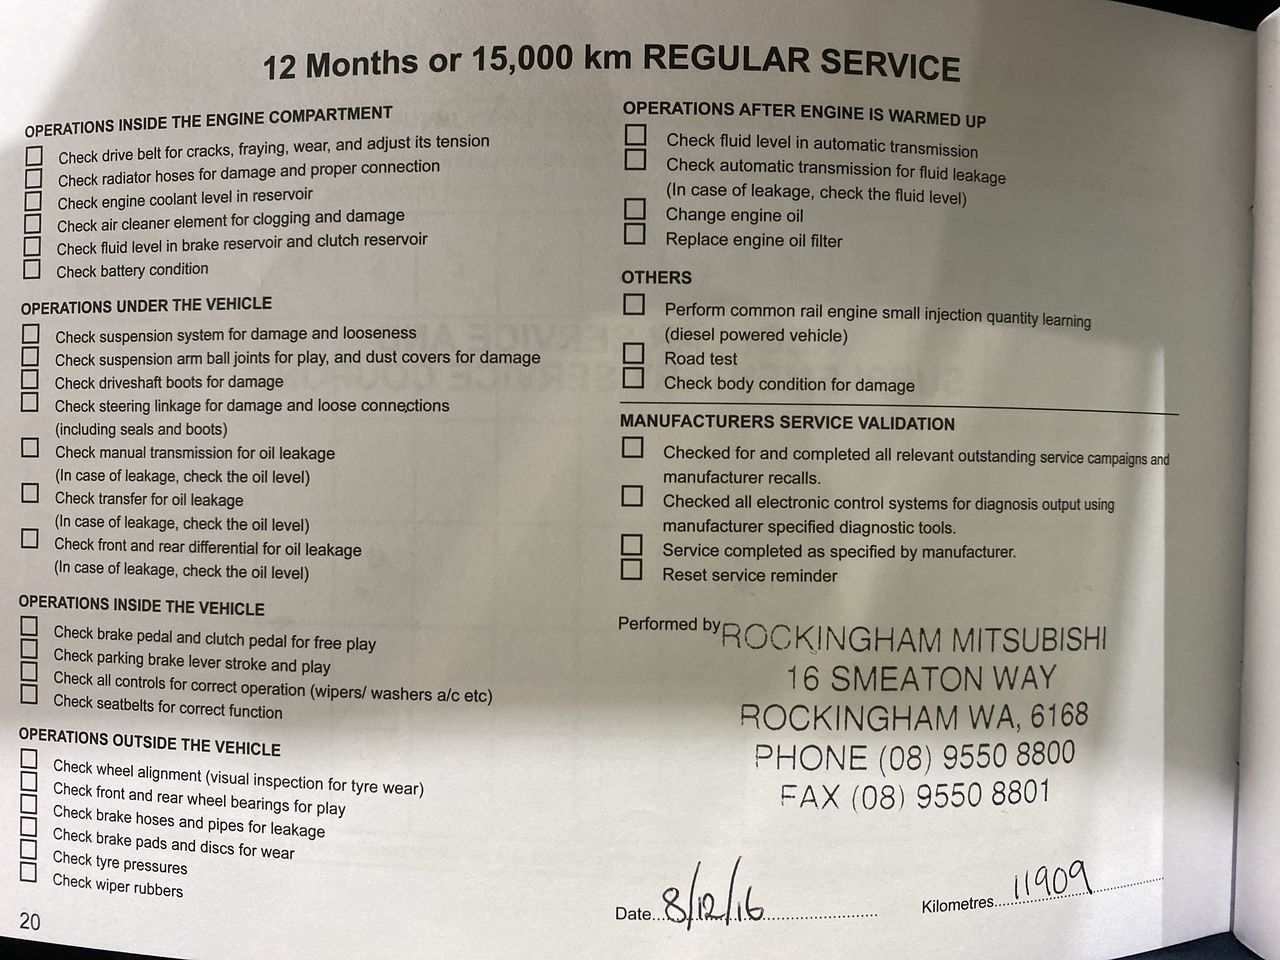 12 Months or 15,000 km REGULAR SERVICE
OPERATIONS INSIDE THE ENGINE COMPARTMENT
Check drive belt for cracks, fraying, wear, and adjust its tension
Check radiator hoses for damage and proper connection
Check engine coolant level in reservoir
Check air cleaner element for clogging and damage
Check fluid level in brake reservoir and clutch reservoir
Check battery condition
OPERATIONS UNDER THE VEHICLE
Check suspension system for damage and looseness
Check suspension arm ball joints for play, and dust covers for damage
Check driveshaft boots for damage
Check steering linkage for damage and loose connections
(including seals and boots)
Check manual transmission for oil leakage
(In case of leakage, check the oil level)
Check transfer for oil leakage
(In case of leakage, check the oil level)
Check front and rear differential for oil leakage
(In case of leakage, check the oil level)
OPERATIONS INSIDE THE VEHICLE
Check brake pedal and clutch pedal for free play
Check parking brake lever stroke and play
Check all controls for correct operation (wipers/ washers a/c etc)
Check seatbelts for correct function
OPERATIONS OUTSIDE THE VEHICLE
Check wheel alignment (visual inspection for tyre wear)
Check front and rear wheel bearings for play
Check brake hoses and pipes for leakage
Check brake pads and discs for wear
Check tyre pressures
Check wiper rubbers
20
OPERATIONS AFTER ENGINE IS WARMED UP
Check fluid level in automatic transmission
Check automatic transmission for fluid leakage
(In case of leakage, check the fluid level)
Change engine oil
Replace engine oil filter
OTHERS
Perform common rail engine small injection quantity learning
(diesel powered vehicle)
Road test
Check body condition for damage
MANUFACTURERS SERVICE VALIDATION
Checked for and completed all relevant outstanding service campaigns and
manufacturer recalls.
Checked all electronic control systems for diagnosis output using
manufacturer specified diagnostic tools.
Service completed as specified by manufacturer.
Reset service reminder
Performed by ROCKINGHAM MITSUBISHI
16 SMEATON WAY
ROCKINGHAM WA, 6168
PHONE (08) 9550 8800
FAX (08) 9550 8801
Date...8/12/16.......................... Kilometres.....11909...............